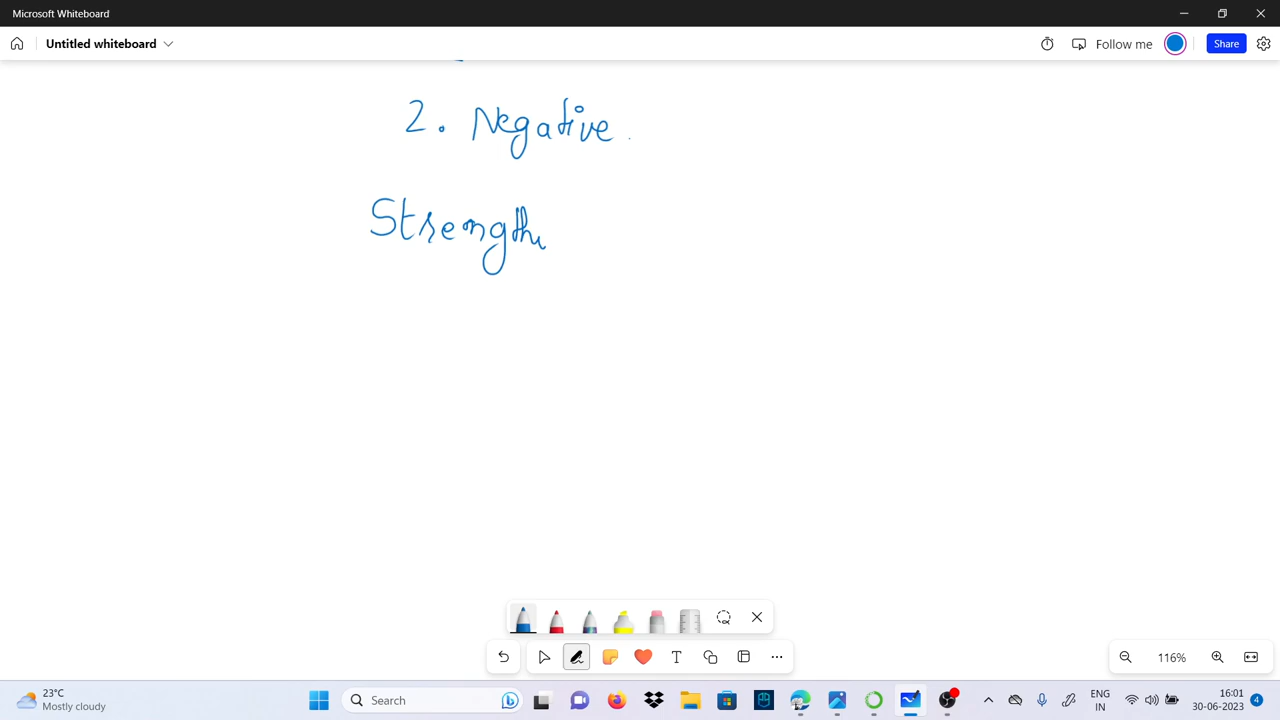 Microsoft Whiteboard
Untitled whiteboard
Follow me
Share
2. Negative.
Strength
116%
23°C
Mostly cloudy
Search
ENG
IN
16:01
30-06-2023
4